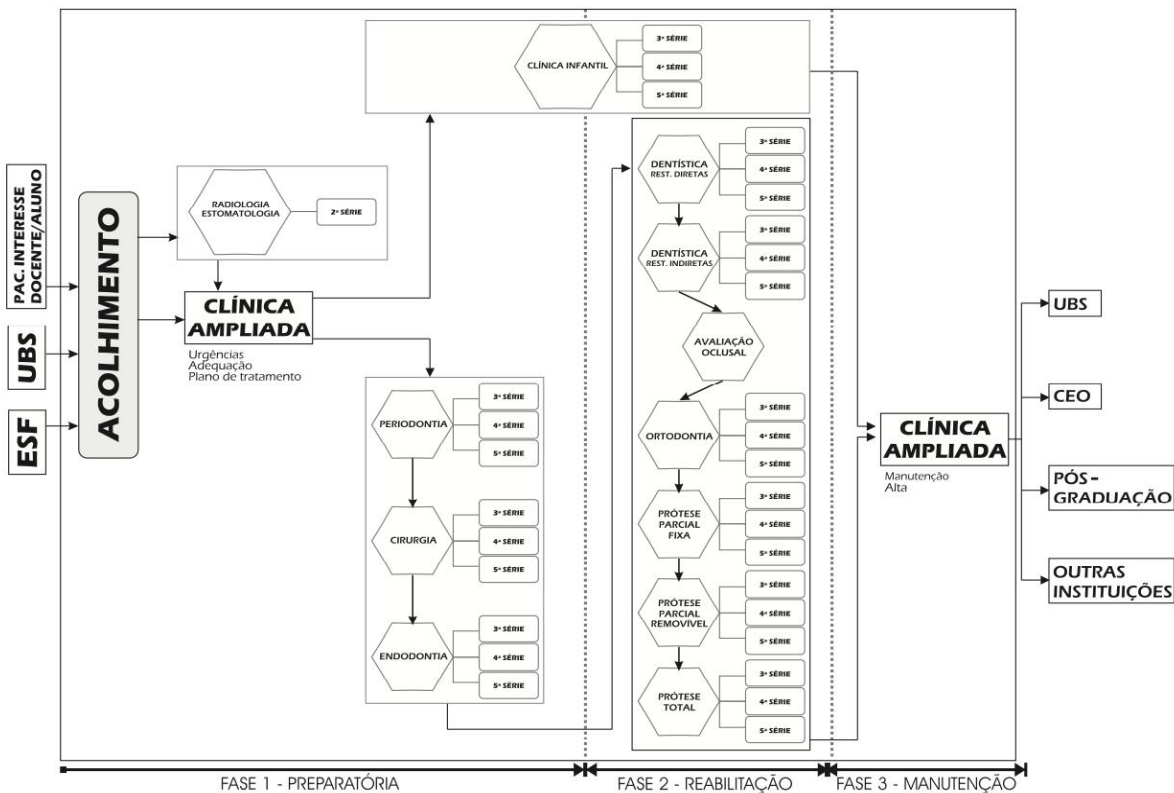 PAC. INTERESSE
DOCENTE/ALUNO
UBS
ESF
ACOLHIMENTO
RADIOLOGIA
ESTOMATOLOGIA
2ª SÉRIE
CLÍNICA
AMPLIADA
Urgências
Adequação
Plano de tratamento
CLÍNICA INFANTIL
3ª SÉRIE
4ª SÉRIE
5ª SÉRIE
PERIODONTIA
3ª SÉRIE
4ª SÉRIE
5ª SÉRIE
CIRURGIA
3ª SÉRIE
4ª SÉRIE
5ª SÉRIE
ENDODONTIA
3ª SÉRIE
4ª SÉRIE
5ª SÉRIE
DENTÍSTICA
REST. DIRETAS
3ª SÉRIE
4ª SÉRIE
5ª SÉRIE
DENTÍSTICA
REST. INDIRETAS
3ª SÉRIE
4ª SÉRIE
5ª SÉRIE
AVALIAÇÃO
OCLUSAL
ORTODONTIA
3ª SÉRIE
4ª SÉRIE
5ª SÉRIE
PRÓTESE
PARCIAL
FIXA
3ª SÉRIE
4ª SÉRIE
5ª SÉRIE
PRÓTESE
PARCIAL
REMOVÍVEL
3ª SÉRIE
4ª SÉRIE
5ª SÉRIE
PRÓTESE
TOTAL
3ª SÉRIE
4ª SÉRIE
5ª SÉRIE
CLÍNICA
AMPLIADA
Manutenção
Alta
UBS
CEO
PÓS-
GRADUAÇÃO
OUTRAS
INSTITUIÇÕES
FASE 1 - PREPARATÓRIA
FASE 2 - REABILITAÇÃO
FASE 3 - MANUTENÇÃO